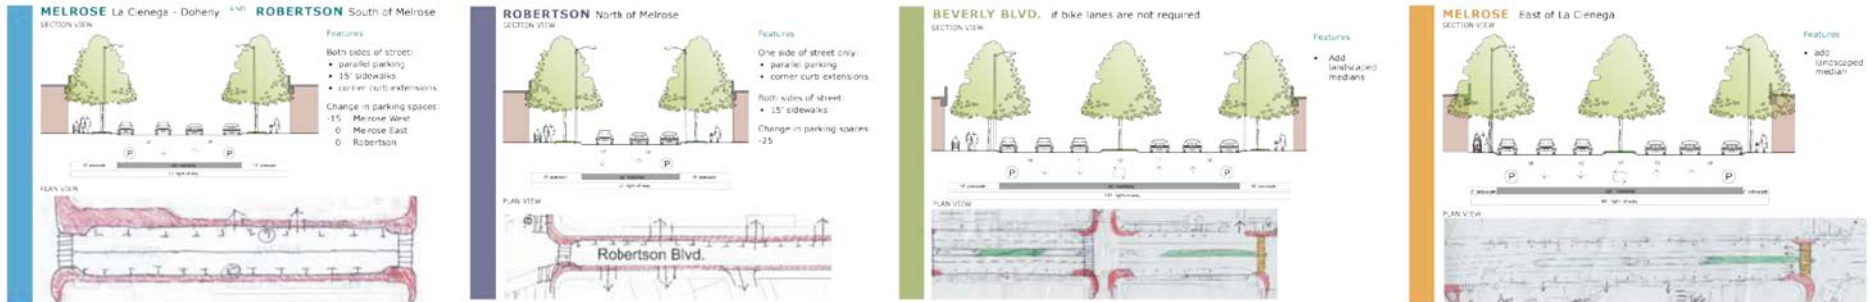 MELROSE La Cienega - Doheny AND ROBERTSON South of Melrose
SECTION VIEW
Features
Both sides of street:
• parallel parking
• 15' sidewalks
• corner curb extensions
Change in parking spaces:
-15 Melrose West
0 Melrose East
0 Robertson
P
P
PLAN VIEW
ROBERTSON North of Melrose
SECTION VIEW
Features
One side of street only:
• parallel parking
• corner curb extensions
Both sides of street:
• 15' sidewalks
Change in parking spaces:
-25
P
PLAN VIEW
Robertson Blvd.
BEVERLY BLVD. if bike lanes are not required
SECTION VIEW
Features
• Add
landscaped
medians
P
P
PLAN VIEW
MELROSE East of La Cienega
SECTION VIEW
Features
• add
landscaped
median
P
P
PLAN VIEW